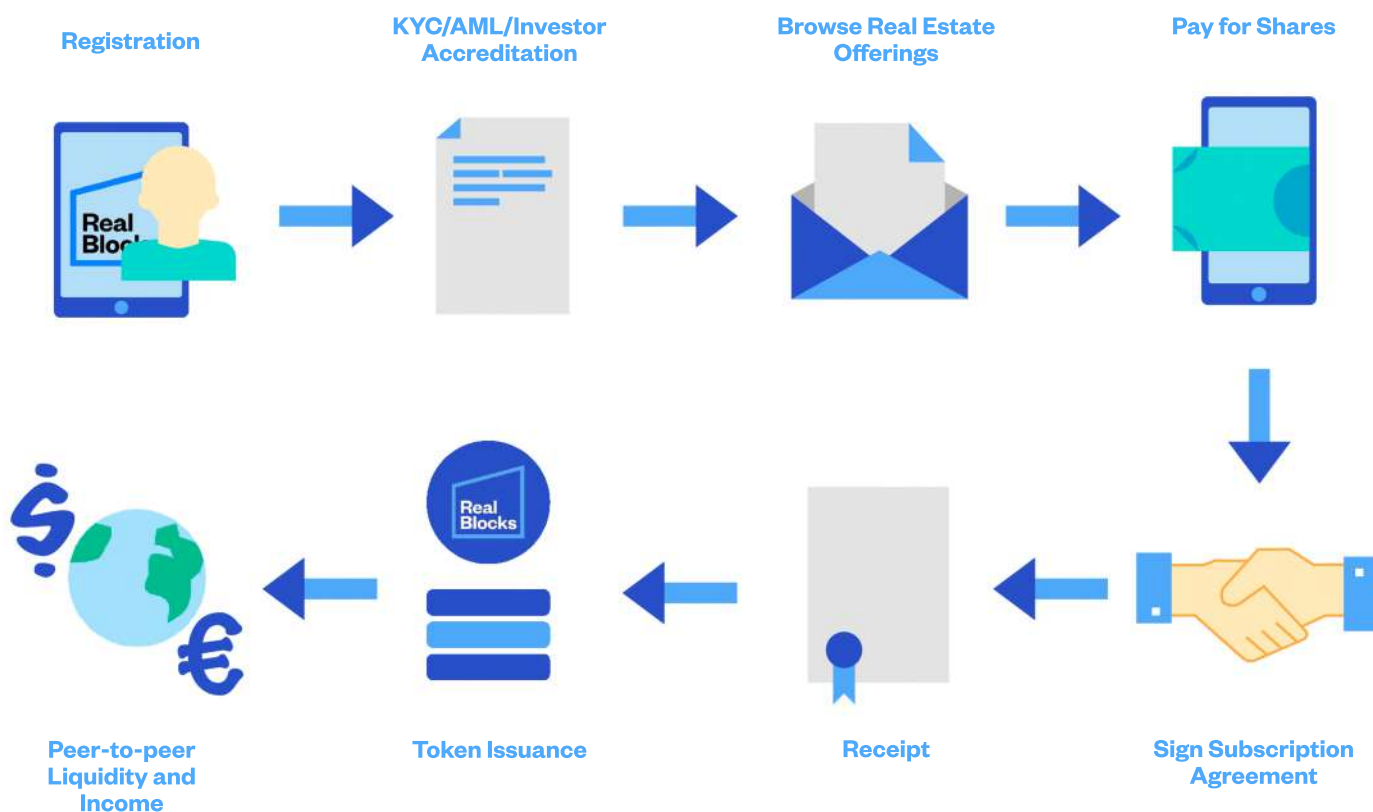 Registration
KYC/AML/Investor
Accreditation
Browse Real Estate
Offerings
Pay for Shares
Real
Blocks
Real
Blocks
Peer-to-peer
Liquidity and
Income
Token Issuance
Receipt
Sign Subscription
Agreement